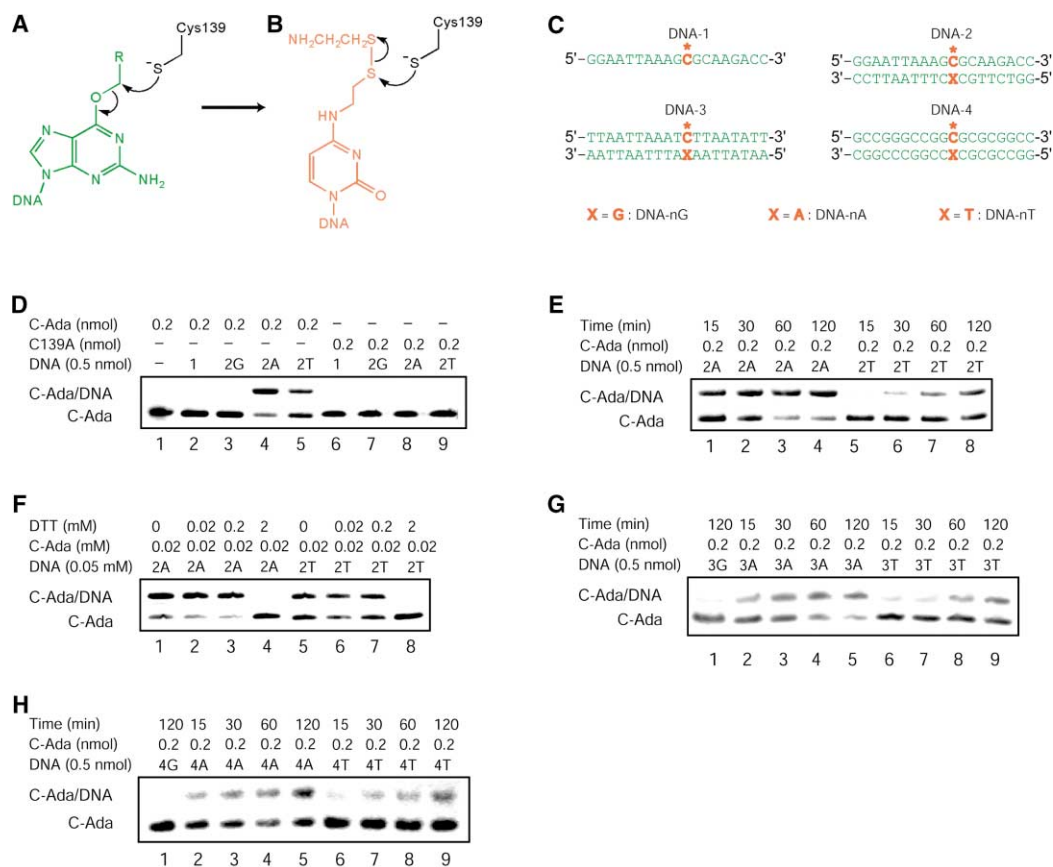 A
Cys139
R
⁻S
O
N
N
N
N
NH₂
DNA
B
Cys139
NH₂CH₂CH₂S
⁻S
S
HN
N
N
O
DNA
C
DNA-1
*
5'-GGAATTAAAGCGCAAGACC-3'
DNA-2
*
5'-GGAATTAAAGCGCAAGACC-3'
3'-CCTTAATTTCXCGTTCTGG-5'
DNA-3
*
5'-TTAATTAAATCTTAATATT-3'
3'-AATTAATTTAXAATTATAA-5'
DNA-4
*
5'-GCCGGGCCGGCGCGCGGCC-3'
3'-CGGCCCGGCCXCGCGCCGG-5'
X = G : DNA-nG
X = A : DNA-nA
X = T : DNA-nT
D
C-Ada (nmol) 0.2 0.2 0.2 0.2 0.2 – – – –
C139A (nmol) – – – – – 0.2 0.2 0.2 0.2
DNA (0.5 nmol) – 1 2G 2A 2T 1 2G 2A 2T
C-Ada/DNA
C-Ada
1 2 3 4 5 6 7 8 9
E
Time (min) 15 30 60 120 15 30 60 120
C-Ada (nmol) 0.2 0.2 0.2 0.2 0.2 0.2 0.2 0.2
DNA (0.5 nmol) 2A 2A 2A 2A 2T 2T 2T 2T
C-Ada/DNA
C-Ada
1 2 3 4 5 6 7 8
F
DTT (mM) 0 0.02 0.2 2 0 0.02 0.2 2
C-Ada (mM) 0.02 0.02 0.02 0.02 0.02 0.02 0.02 0.02
DNA (0.05 mM) 2A 2A 2A 2A 2T 2T 2T 2T
C-Ada/DNA
C-Ada
1 2 3 4 5 6 7 8
G
Time (min) 120 15 30 60 120 15 30 60 120
C-Ada (nmol) 0.2 0.2 0.2 0.2 0.2 0.2 0.2 0.2 0.2
DNA (0.5 nmol) 3G 3A 3A 3A 3A 3T 3T 3T 3T
C-Ada/DNA
C-Ada
1 2 3 4 5 6 7 8 9
H
Time (min) 120 15 30 60 120 15 30 60 120
C-Ada (nmol) 0.2 0.2 0.2 0.2 0.2 0.2 0.2 0.2 0.2
DNA (0.5 nmol) 4G 4A 4A 4A 4A 4T 4T 4T 4T
C-Ada/DNA
C-Ada
1 2 3 4 5 6 7 8 9